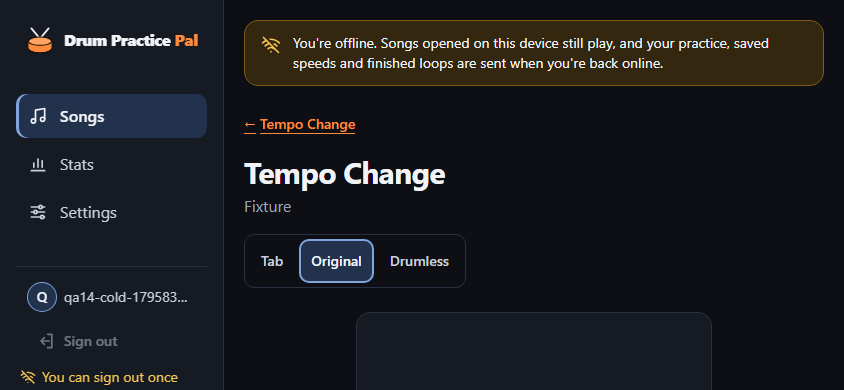 Drum Practice Pal
Songs
Stats
Settings
Q qa14-cold-179583...
Sign out
You can sign out once
You're offline. Songs opened on this device still play, and your practice, saved
speeds and finished loops are sent when you're back online.
← Tempo Change
Tempo Change
Fixture
Tab Original Drumless